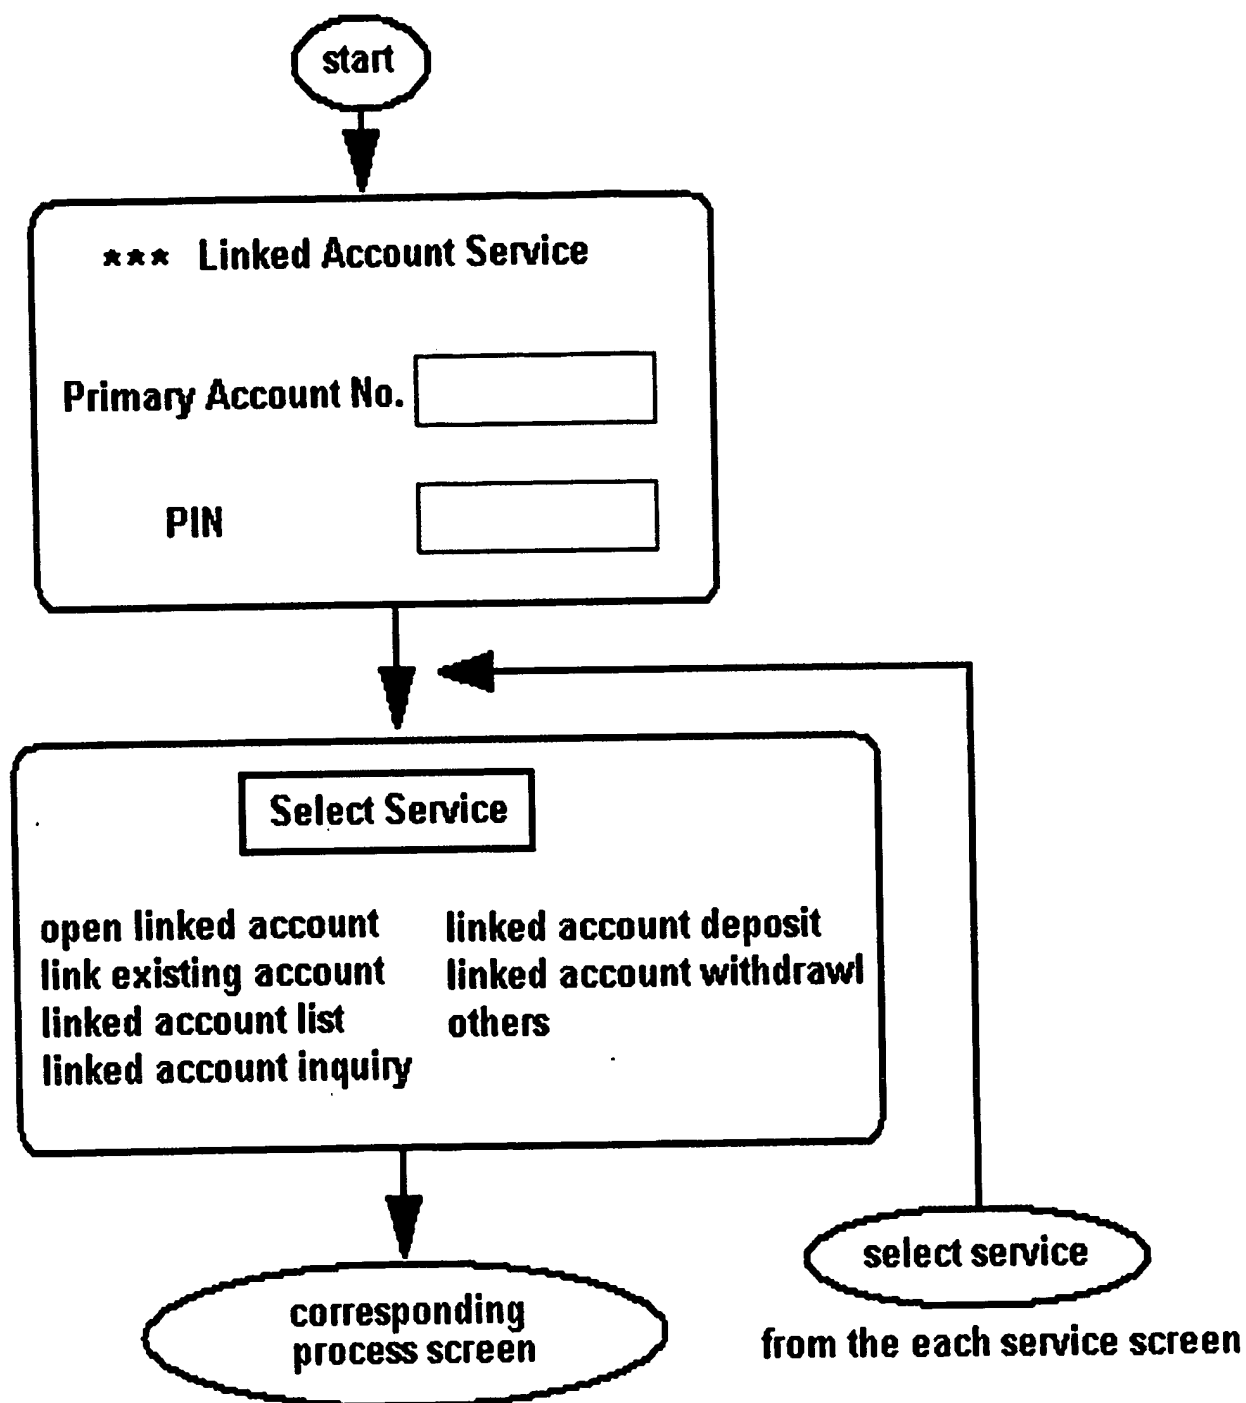 start
*** Linked Account Service
Primary Account No.
PIN
Select Service
open linked account
link existing account
linked account list
linked account inquiry
linked account deposit
linked account withdrawl
others
corresponding
process screen
select service
from the each service screen